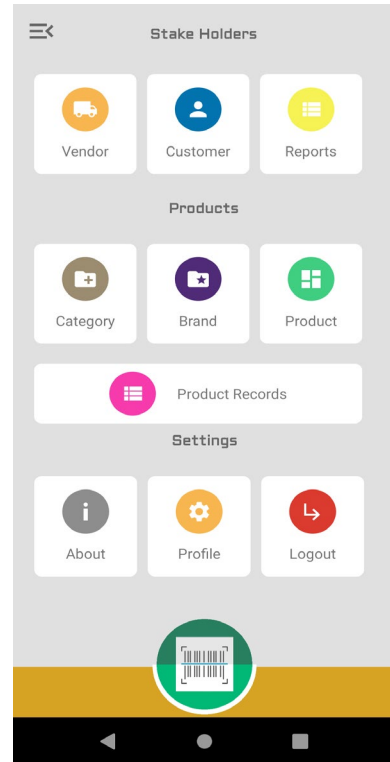 Stake Holders
Vendor Customer Reports
Products
Category Brand Product
Product Records
Settings
About Profile Logout